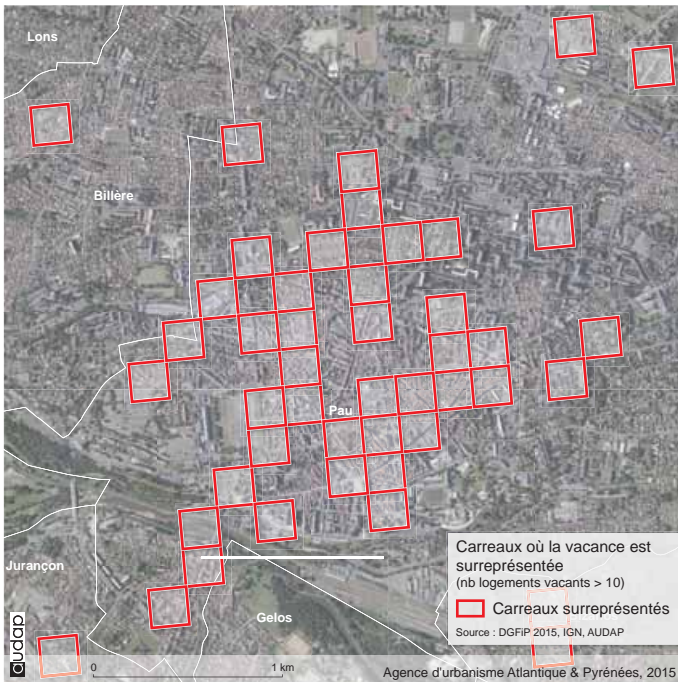 Lons
Billère
Pau
Jurançon
Gelos
Carreaux où la vacance est
surreprésentée
(nb logements vacants > 10)
Carreaux surreprésentés
Source : DGFiP 2015, IGN, AUDAP
audap
0 1 km
Agence d'urbanisme Atlantique & Pyrénées, 2015